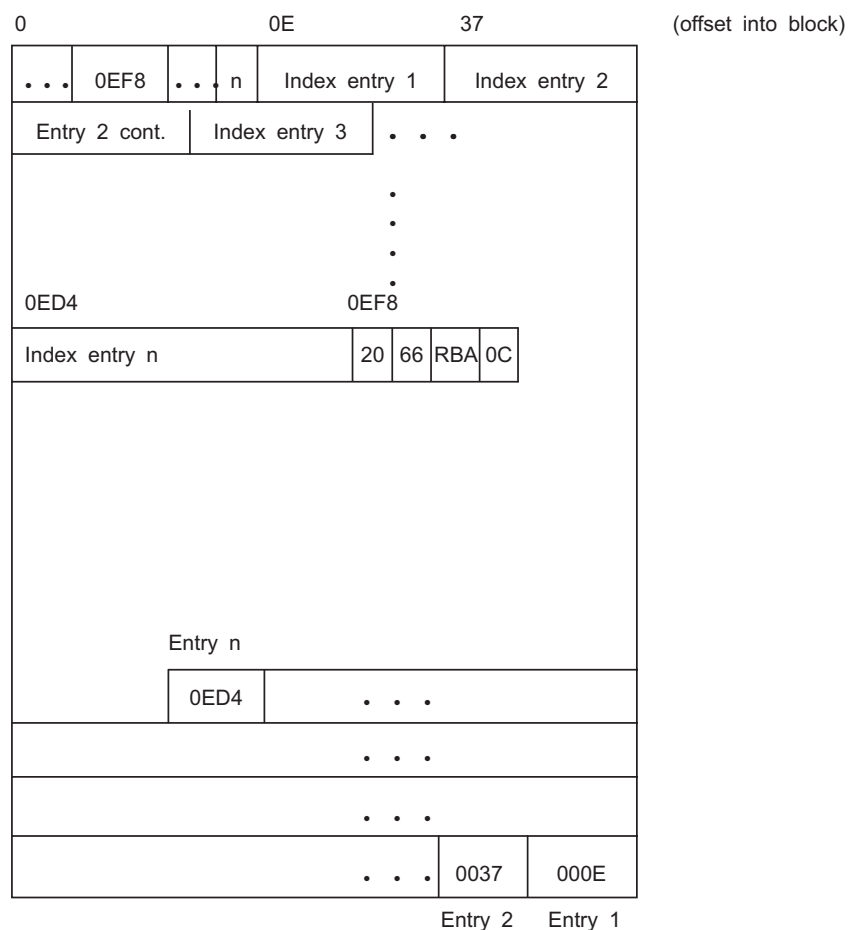 0 0E 37 (offset into block)
. . . 0EF8 . . . n Index entry 1 Index entry 2
Entry 2 cont. Index entry 3 . . .
.
.
.
.
0ED4 0EF8
Index entry n 20 66 RBA 0C
Entry n
0ED4 . . .
. . .
. . .
. . . 0037 000E
Entry 2 Entry 1